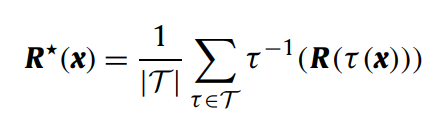 R⋆(x) = 1/|𝒯| ∑_{τ∈𝒯} τ⁻¹(R(τ(x)))